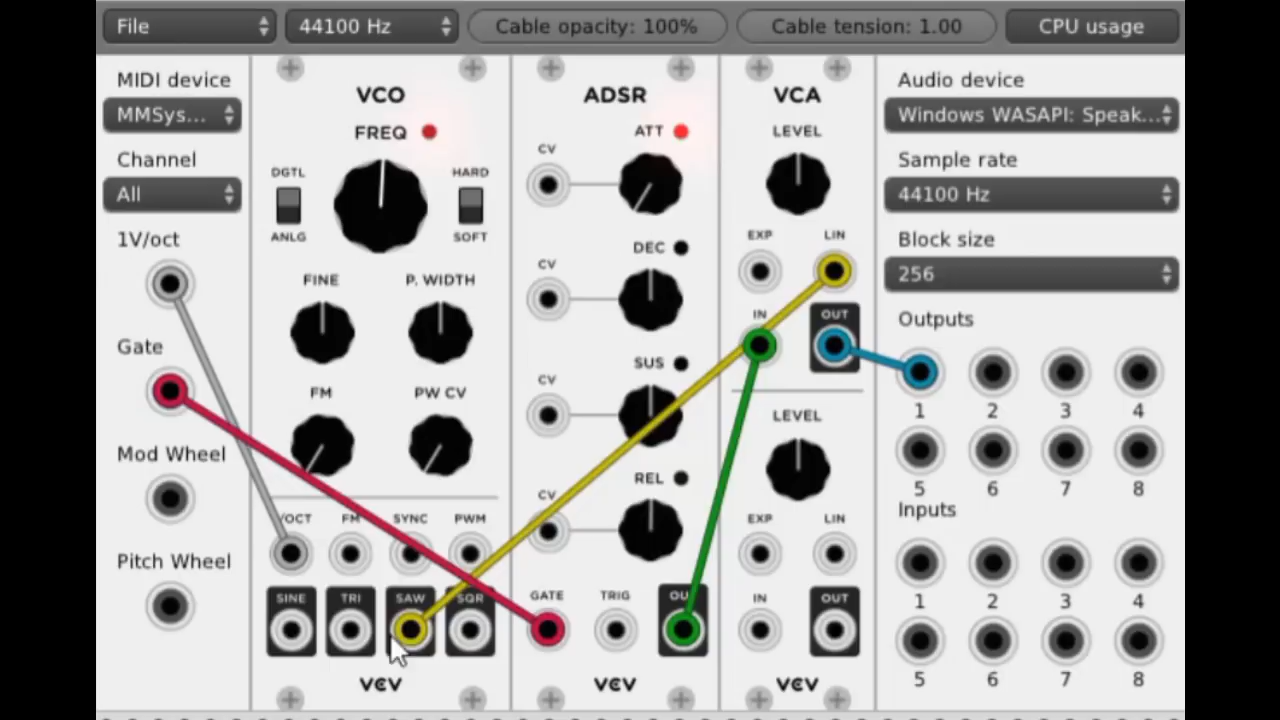 File
44100 Hz
Cable opacity: 100%
Cable tension: 1.00
CPU usage
MIDI device
MMSys...
Channel
All
1V/oct
Gate
Mod Wheel
Pitch Wheel
VCO
FREQ
DGTL
ANLG
HARD
SOFT
FINE
P. WIDTH
FM
PW CV
/OCT
FM
SYNC
PWM
SINE
TRI
SAW
SQR
VCV
ADSR
ATT
CV
DEC
CV
SUS
CV
REL
CV
GATE
TRIG
OU
VCV
VCA
LEVEL
EXP
LIN
IN
OUT
LEVEL
EXP
LIN
IN
OUT
VCV
Audio device
Windows WASAPI: Speak...
Sample rate
44100 Hz
Block size
256
Outputs
1 2 3 4
5 6 7 8
Inputs
1 2 3 4
5 6 7 8